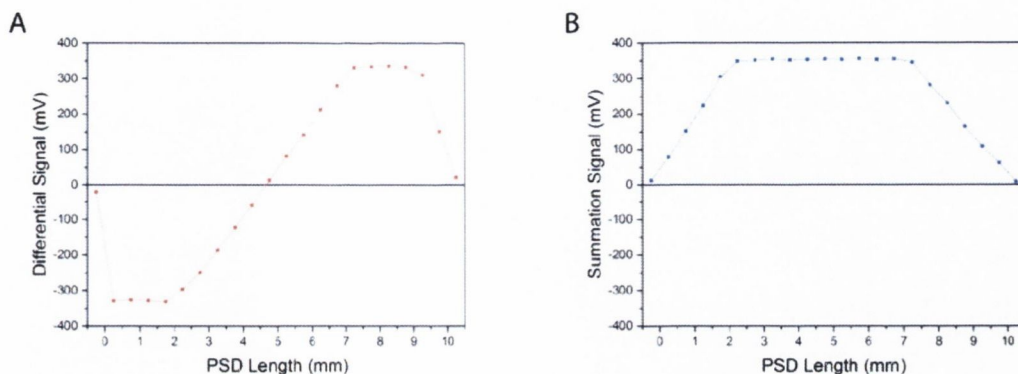 A
400
300
200
100
0
-100
-200
-300
-400
Differential Signal (mV)
0 1 2 3 4 5 6 7 8 9 10
PSD Length (mm)
B
400
300
200
100
0
-100
-200
-300
-400
Summation Signal (mV)
0 1 2 3 4 5 6 7 8 9 10
PSD Length (mm)